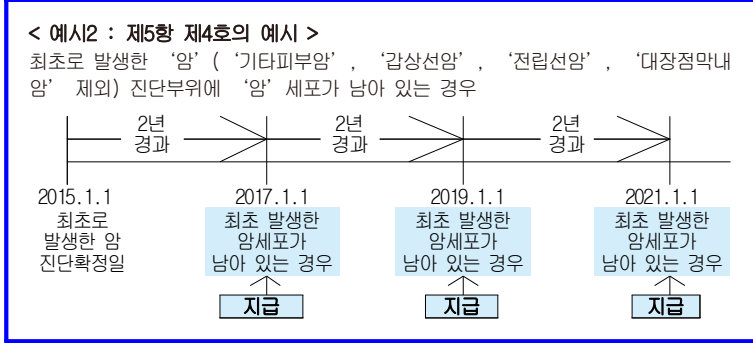 < 예시2 : 제5항 제4호의 예시 >
최초로 발생한 ‘암’ ( ‘기타피부암’ , ‘갑상선암’ , ‘전립선암’ , ‘대장점막내
암’ 제외) 진단부위에 ‘암’ 세포가 남아 있는 경우
2년 2년 2년
경과 경과 경과
2015.1.1 2017.1.1 2019.1.1 2021.1.1
최초로 최초 발생한 최초 발생한 최초 발생한
발생한 암 암세포가 암세포가 암세포가
진단확정일 남아 있는 경우 남아 있는 경우 남아 있는 경우
지급 지급 지급